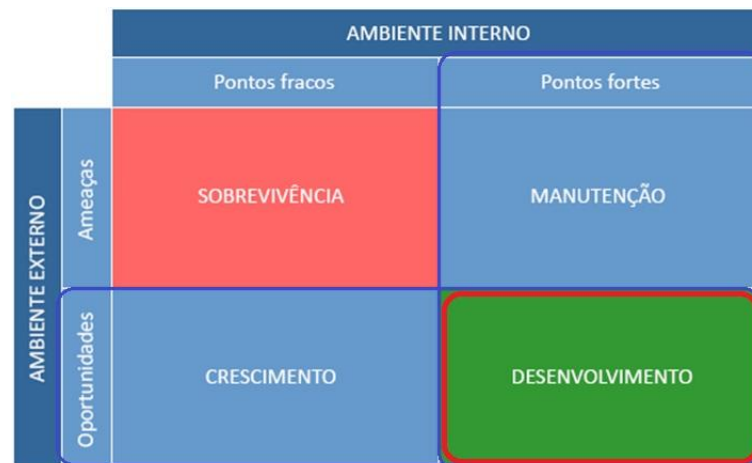 AMBIENTE INTERNO
Pontos fracos
Pontos fortes
AMBIENTE EXTERNO
Ameaças
SOBREVIVÊNCIA
MANUTENÇÃO
Oportunidades
CRESCIMENTO
DESENVOLVIMENTO